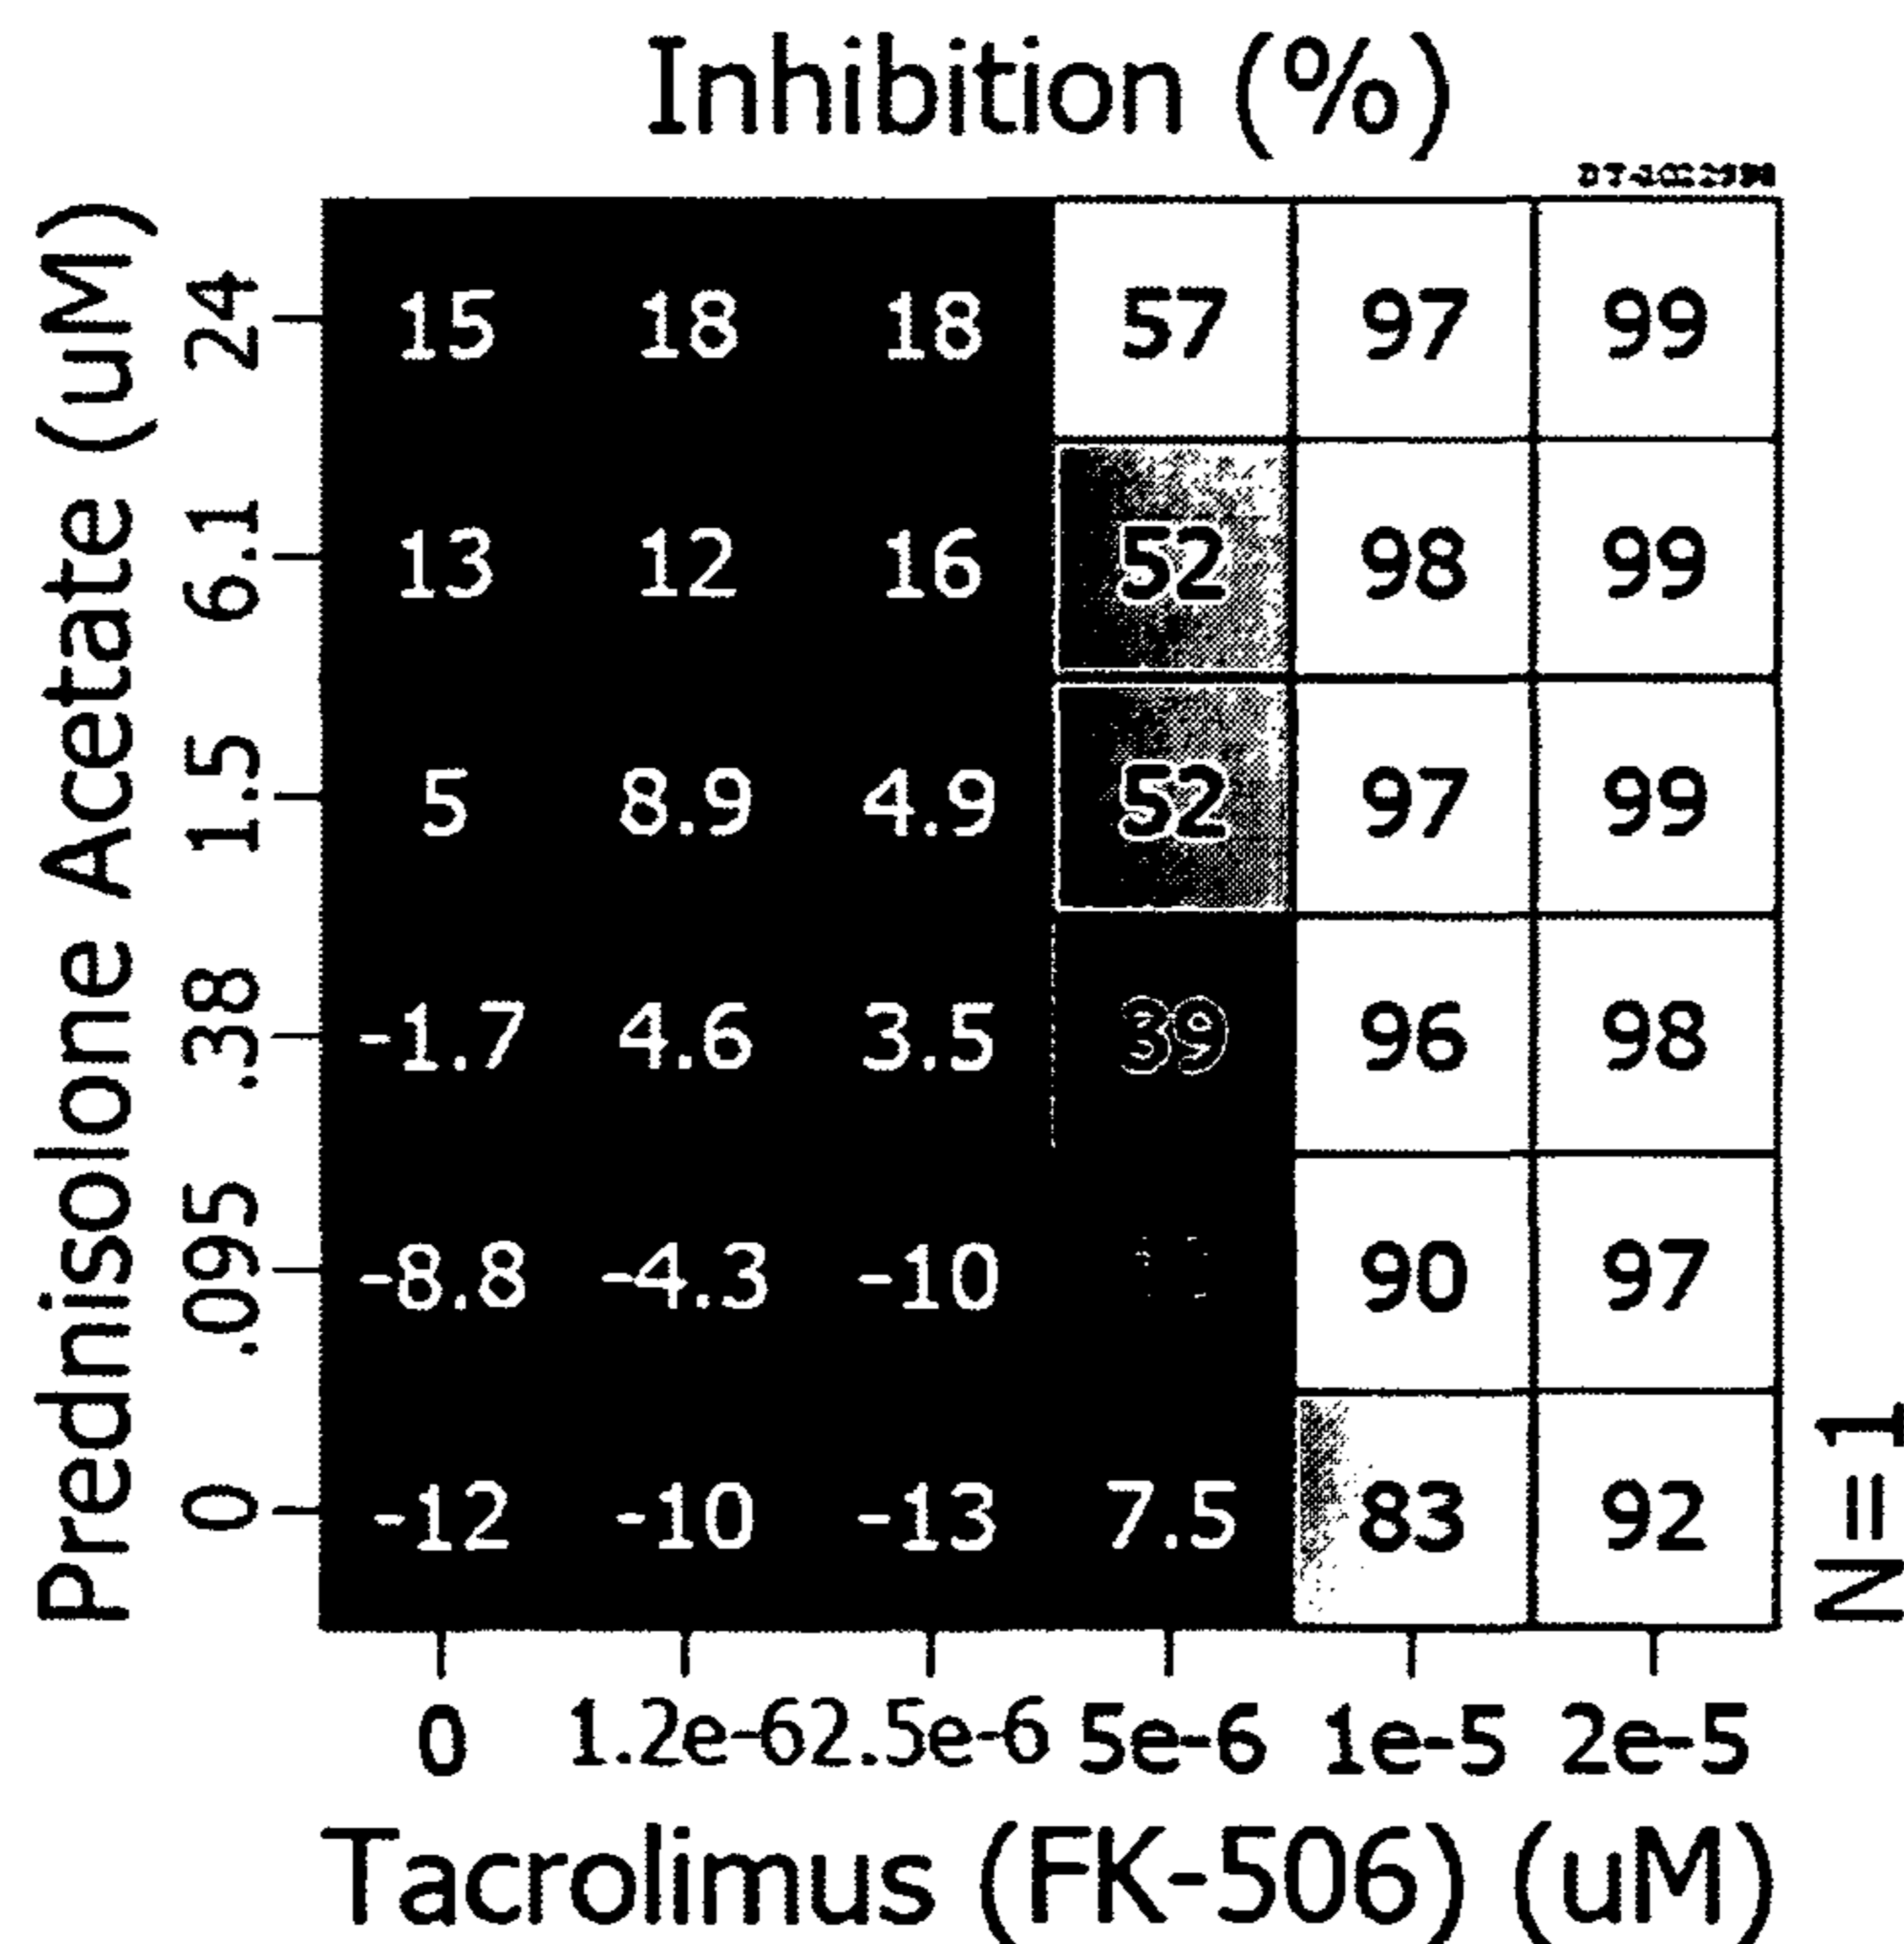 Inhibition (%)
Prednisolone Acetate (uM)
24 15 18 18 57 97 99
6.1 13 12 16 52 98 99
1.5 5 8.9 4.9 52 97 99
.38 -1.7 4.6 3.5 39 96 98
.095 -8.8 -4.3 -10 90 97
0 -12 -10 -13 7.5 83 92
N=1
0 1.2e-6 2.5e-6 5e-6 1e-5 2e-5
Tacrolimus (FK-506) (uM)